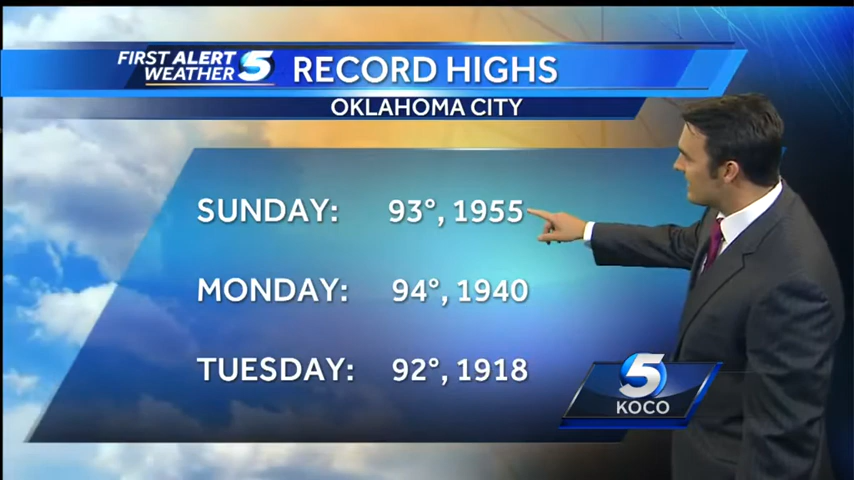 FIRST ALERT
WEATHER 5
RECORD HIGHS
OKLAHOMA CITY
SUNDAY: 93°, 1955
MONDAY: 94°, 1940
TUESDAY: 92°, 1918
5
KOCO